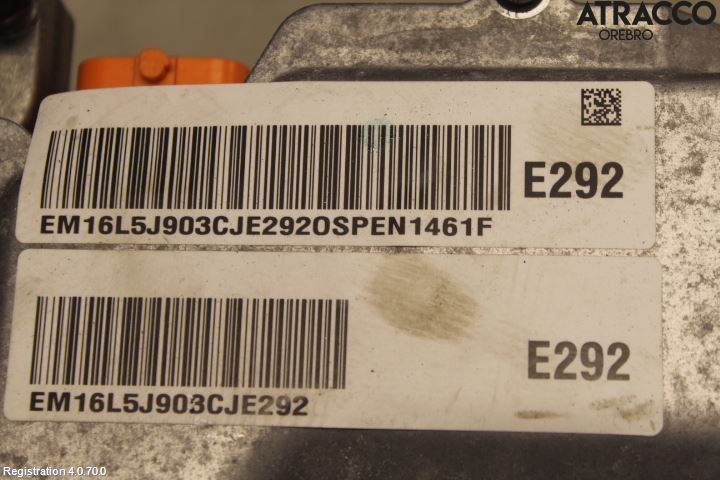 ATRACCO
OREBRO
E292
EM16L5J903CJE292OSPEN1461F
E292
EM16L5J903CJE292
Registration 4.0.70.0